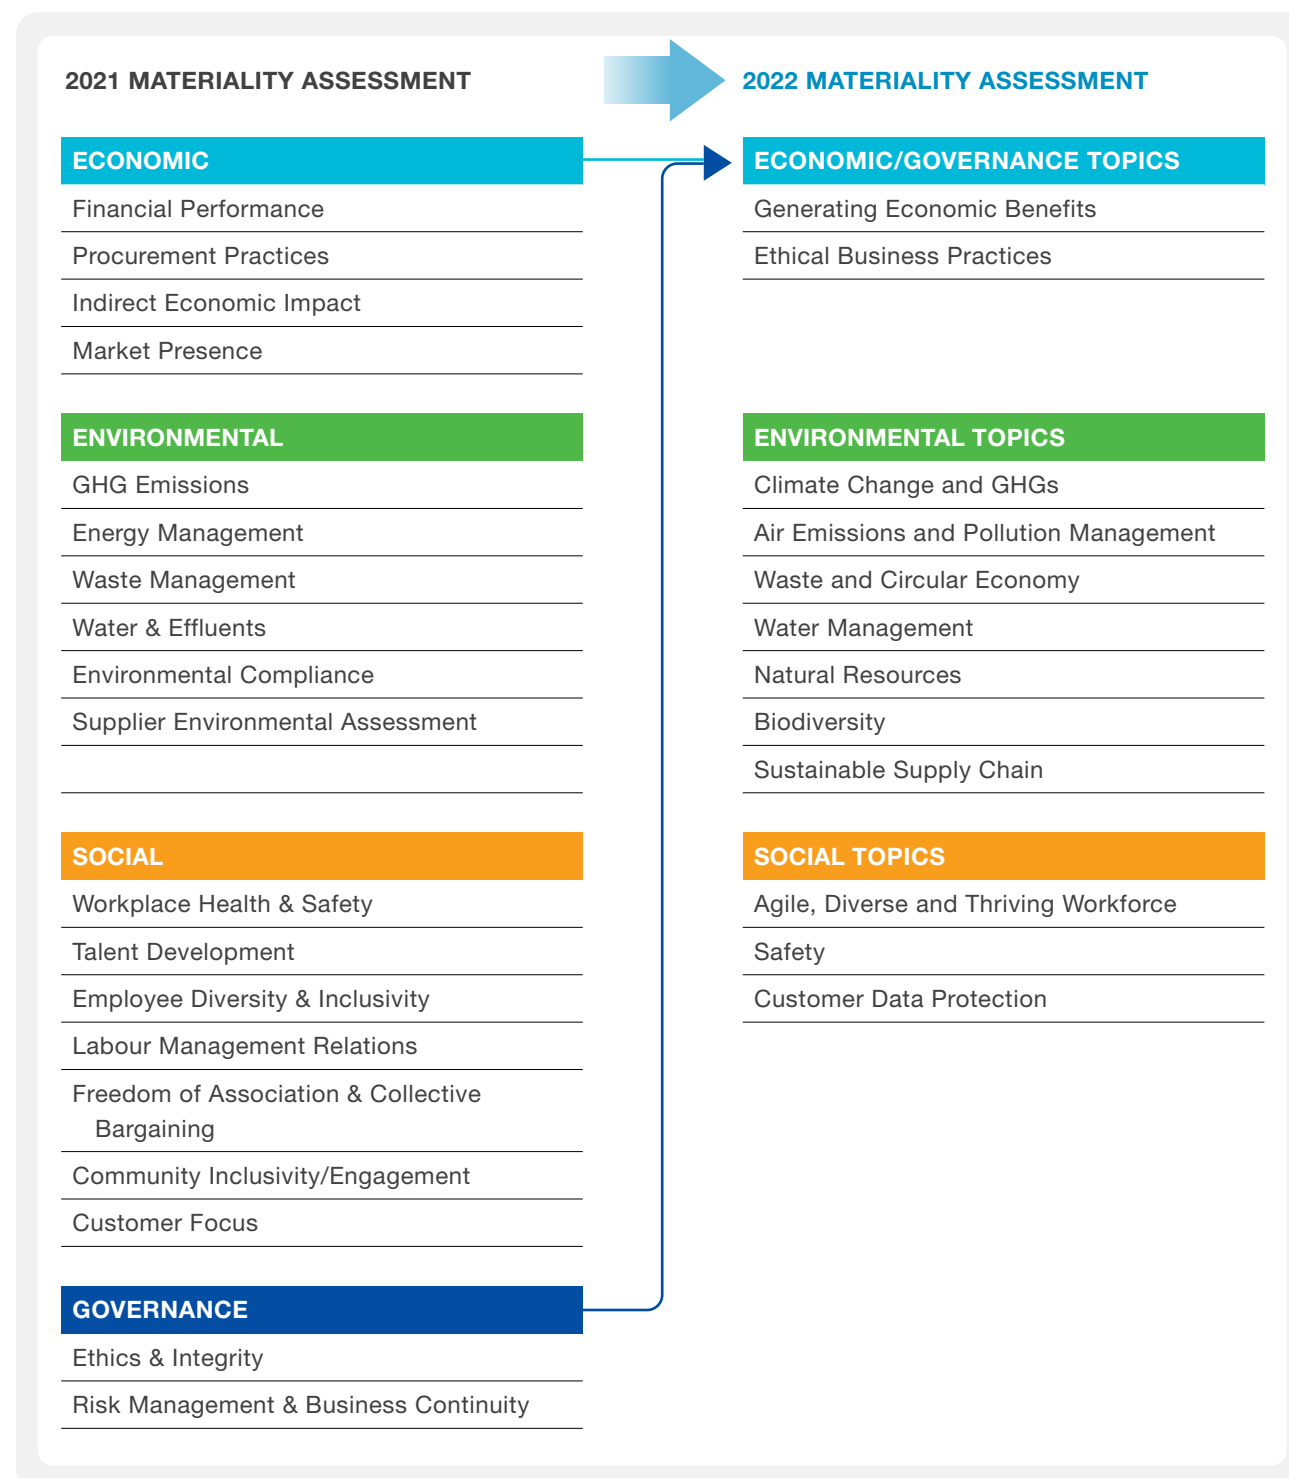 2021 MATERIALITY ASSESSMENT
2022 MATERIALITY ASSESSMENT
ECONOMIC
Financial Performance
Procurement Practices
Indirect Economic Impact
Market Presence
ECONOMIC/GOVERNANCE TOPICS
Generating Economic Benefits
Ethical Business Practices
ENVIRONMENTAL
GHG Emissions
Energy Management
Waste Management
Water & Effluents
Environmental Compliance
Supplier Environmental Assessment
ENVIRONMENTAL TOPICS
Climate Change and GHGs
Air Emissions and Pollution Management
Waste and Circular Economy
Water Management
Natural Resources
Biodiversity
Sustainable Supply Chain
SOCIAL
Workplace Health & Safety
Talent Development
Employee Diversity & Inclusivity
Labour Management Relations
Freedom of Association & Collective
Bargaining
Community Inclusivity/Engagement
Customer Focus
SOCIAL TOPICS
Agile, Diverse and Thriving Workforce
Safety
Customer Data Protection
GOVERNANCE
Ethics & Integrity
Risk Management & Business Continuity